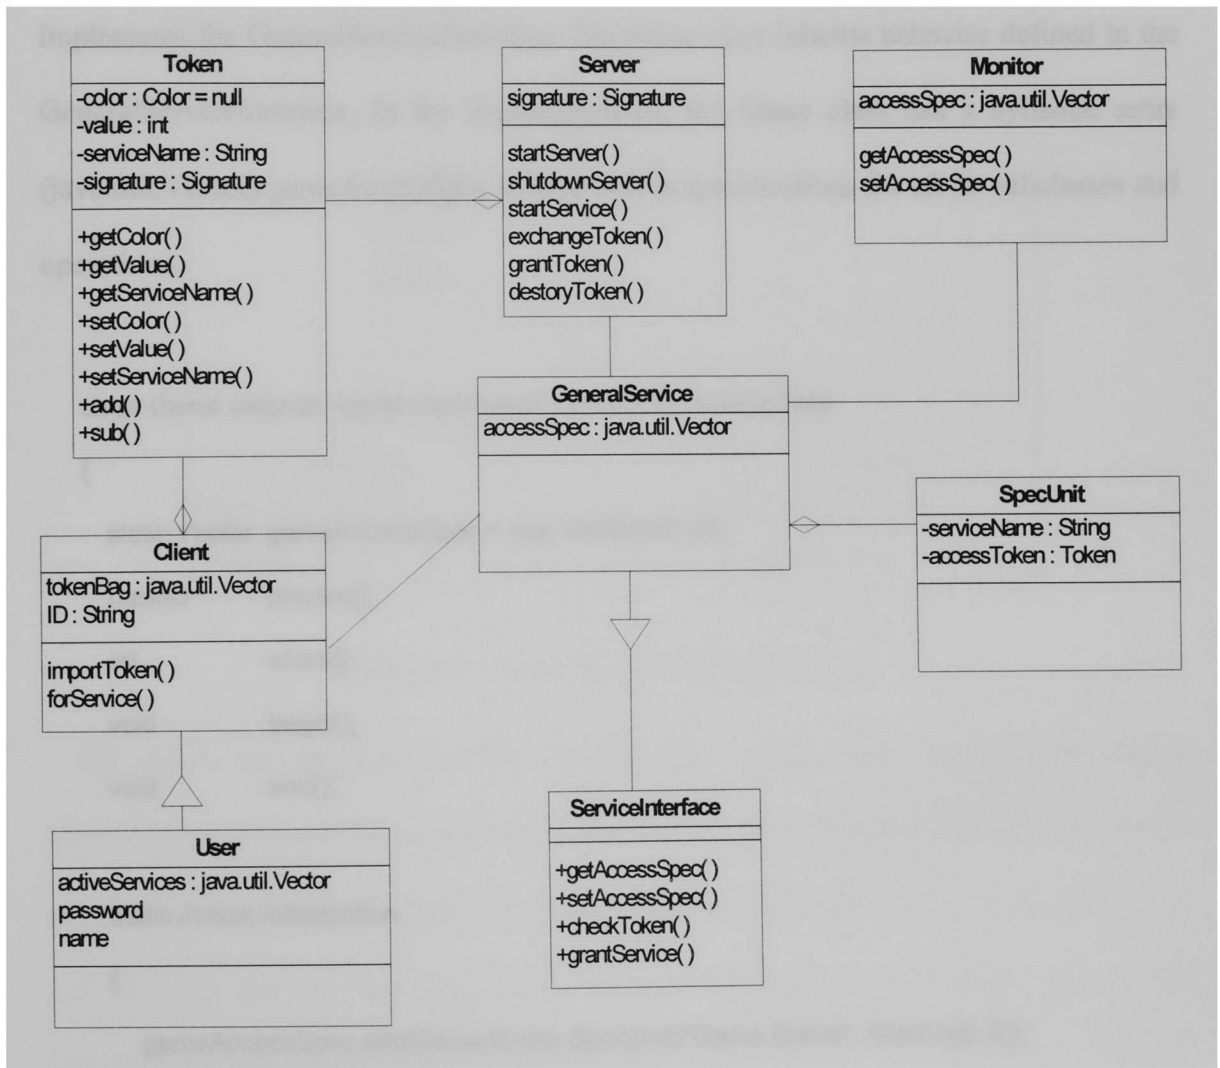 Token
-color : Color = null
-value : int
-serviceName : String
-signature : Signature
+getColor( )
+getValue( )
+getServiceName( )
+setColor( )
+setValue( )
+setServiceName( )
+add( )
+sub( )
Server
signature : Signature
startServer( )
shutdownServer( )
startService( )
exchangeToken( )
grantToken( )
destoryToken( )
Monitor
accessSpec : java.util.Vector
getAccessSpec( )
setAccessSpec( )
GeneralService
accessSpec : java.util.Vector
SpecUnit
-serviceName : String
-accessToken : Token
Client
tokenBag : java.util.Vector
ID : String
importToken( )
forService( )
User
activeServices : java.util.Vector
password
name
ServiceInterface
+getAccessSpec( )
+setAccessSpec( )
+checkToken( )
+grantService( )